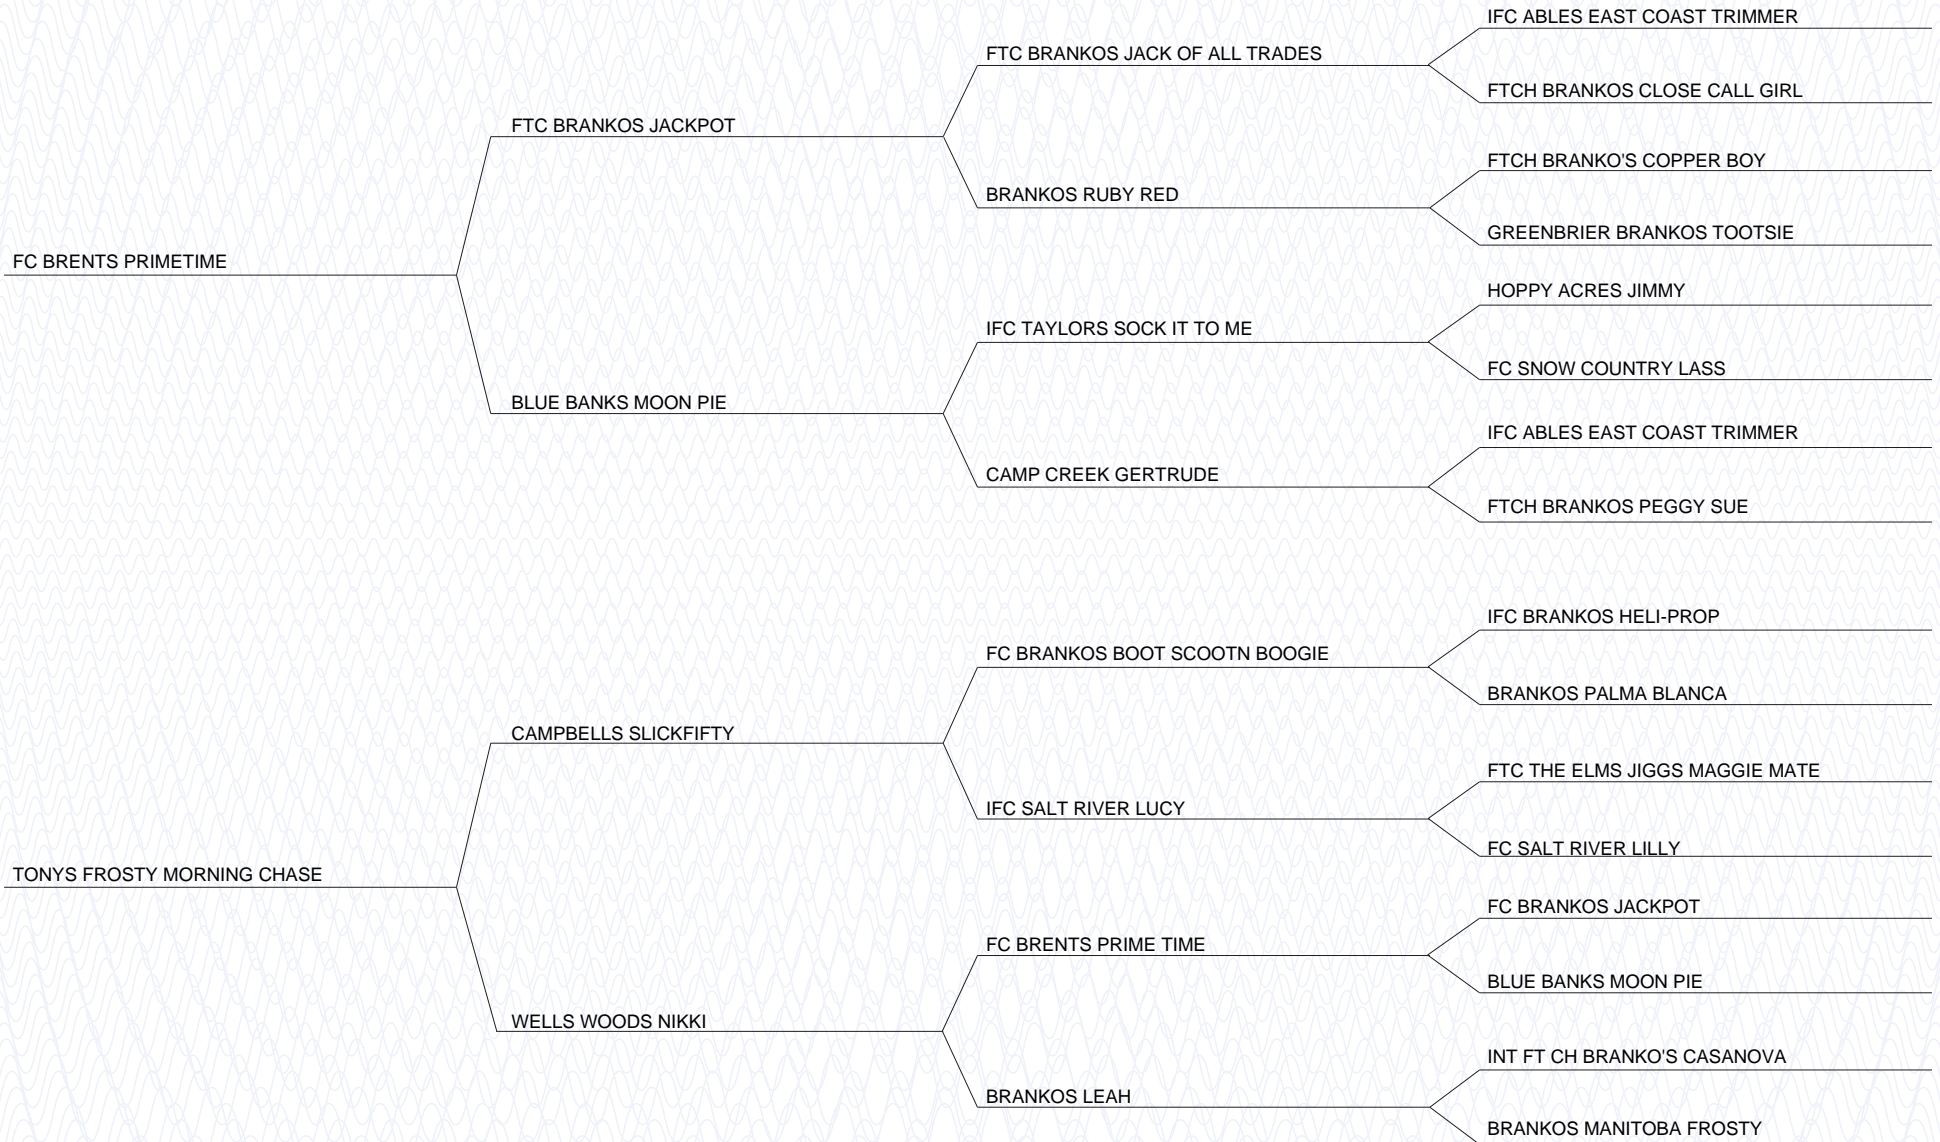 IFC ABLES EAST COAST TRIMMER
FTC BRANKOS JACK OF ALL TRADES
FTCH BRANKOS CLOSE CALL GIRL
FTC BRANKOS JACKPOT
FTCH BRANKO'S COPPER BOY
BRANKOS RUBY RED
GREENBRIER BRANKOS TOOTSIE
FC BRENTS PRIMETIME
HOPPY ACRES JIMMY
IFC TAYLORS SOCK IT TO ME
FC SNOW COUNTRY LASS
BLUE BANKS MOON PIE
IFC ABLES EAST COAST TRIMMER
CAMP CREEK GERTRUDE
FTCH BRANKOS PEGGY SUE
IFC BRANKOS HELI-PROP
FC BRANKOS BOOT SCOOTN BOOGIE
BRANKOS PALMA BLANCA
CAMPBELLS SLICKFIFTY
FTC THE ELMS JIGGS MAGGIE MATE
IFC SALT RIVER LUCY
FC SALT RIVER LILLY
TONYS FROSTY MORNING CHASE
FC BRANKOS JACKPOT
FC BRENTS PRIME TIME
BLUE BANKS MOON PIE
WELLS WOODS NIKKI
INT FT CH BRANKO'S CASANOVA
BRANKOS LEAH
BRANKOS MANITOBA FROSTY